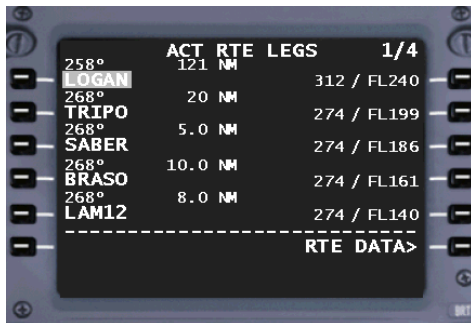 ACT RTE LEGS 1/4
258° 121 NM
LOGAN 312 / FL240
268° 20 NM
TRIPO 274 / FL199
268° 5.0 NM
SABER 274 / FL186
268° 10.0 NM
BRASO 274 / FL161
268° 8.0 NM
LAM12 274 / FL140
RTE DATA>
BRT